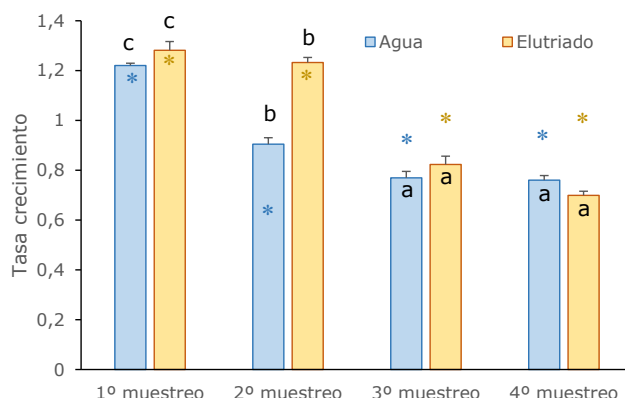 1,4
1,2
1
0,8
0,6
0,4
0,2
0
Tasa crecimiento
Agua
Elutriado
c
c
b
b
a
a
a
a
*
*
*
*
*
*
*
*
1º muestreo
2º muestreo
3º muestreo
4º muestreo